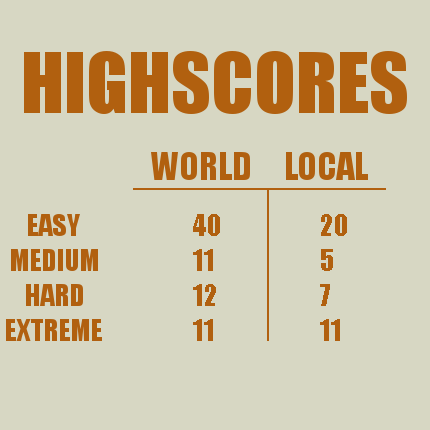 HIGHSCORES
WORLD LOCAL
EASY 40 20
MEDIUM 11 5
HARD 12 7
EXTREME 11 11